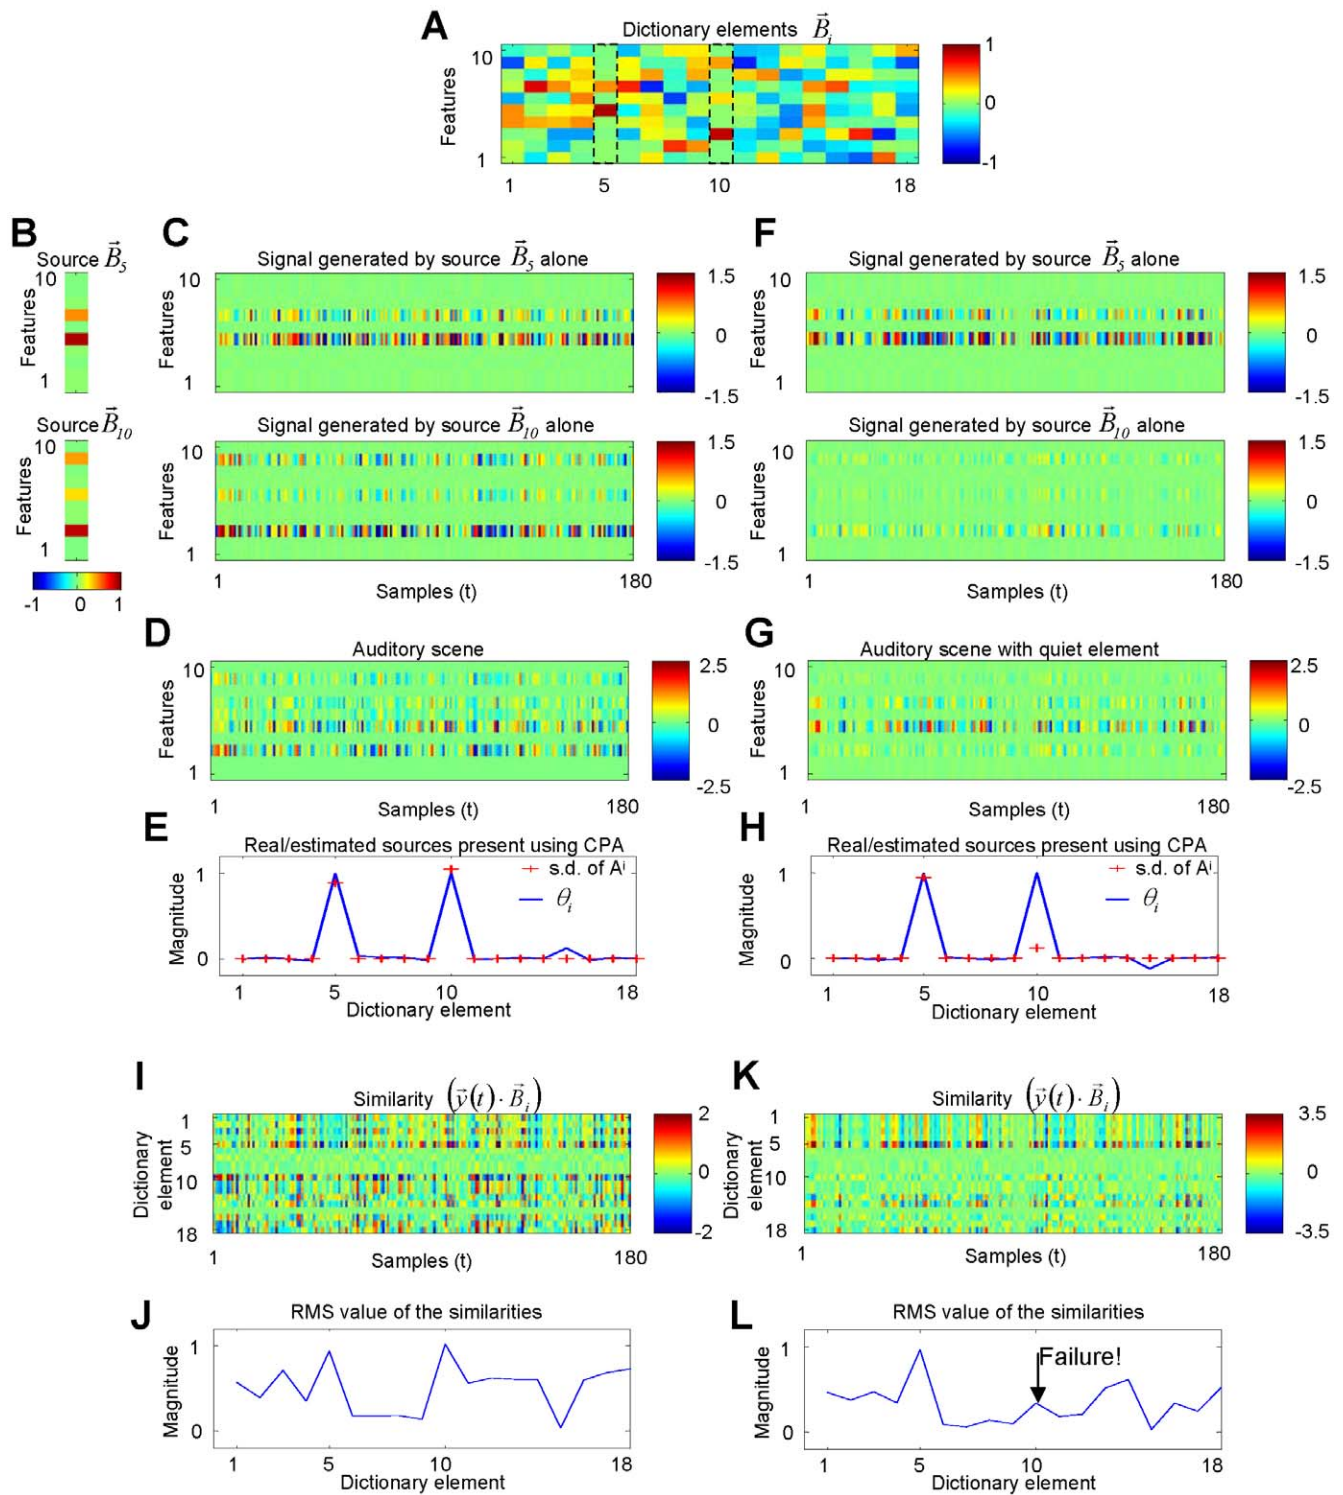 A
Dictionary elements B⃗i
Features
10
1
1 5 10 18
1
0
-1
B
Source B⃗5
Features
10
1
Source B⃗10
Features
10
1
-1 0 1
C
Signal generated by source B⃗5 alone
Features
10
1
1.5
0
-1.5
Signal generated by source B⃗10 alone
Features
10
1
1.5
0
-1.5
1 180
Samples (t)
F
Signal generated by source B⃗5 alone
Features
10
1
1.5
0
-1.5
Signal generated by source B⃗10 alone
Features
10
1
1.5
0
-1.5
1 180
Samples (t)
D
Auditory scene
Features
10
1
2.5
0
-2.5
1 180
Samples (t)
G
Auditory scene with quiet element
Features
10
1
2.5
0
-2.5
1 180
Samples (t)
E
Real/estimated sources present using CPA
Magnitude
1
0
s.d. of Ai
θi
1 5 10 18
Dictionary element
H
Real/estimated sources present using CPA
Magnitude
1
0
s.d. of Ai
θi
1 5 10 18
Dictionary element
I
Similarity (y⃗(t) · B⃗i)
Dictionary
element
1
5
10
18
2
0
-2
1 180
Samples (t)
K
Similarity (y⃗(t) · B⃗i)
Dictionary
element
1
5
10
18
3.5
0
-3.5
1 180
Samples (t)
J
RMS value of the similarities
Magnitude
1
0
1 5 10 18
Dictionary element
L
RMS value of the similarities
Magnitude
1
0
Failure!
1 5 10 18
Dictionary element